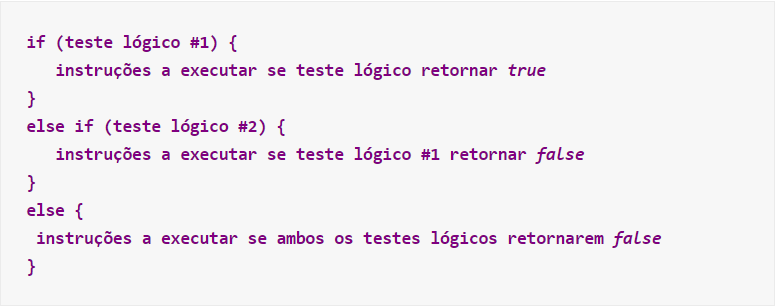 if (teste lógico #1) {
instruções a executar se teste lógico retornar true
}
else if (teste lógico #2) {
instruções a executar se teste lógico #1 retornar false
}
else {
instruções a executar se ambos os testes lógicos retornarem false
}